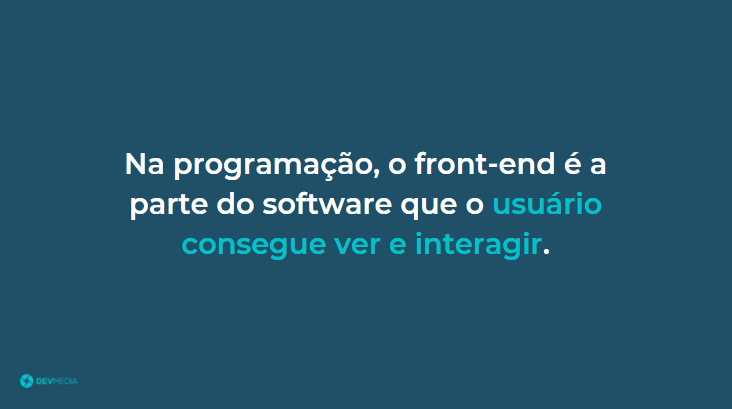 Na programação, o front-end é a
parte do software que o usuário
consegue ver e interagir.
DEVMEDIA